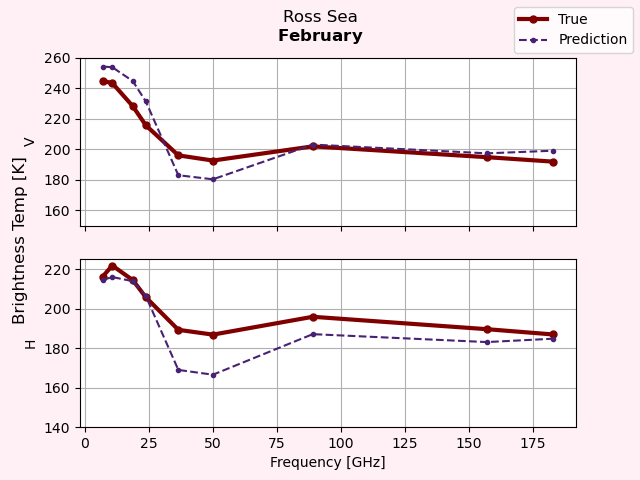 Ross Sea
February
True
Prediction
Brightness Temp [K]
V
260
240
220
200
180
160
H
220
200
180
160
140
0 25 50 75 100 125 150 175
Frequency [GHz]